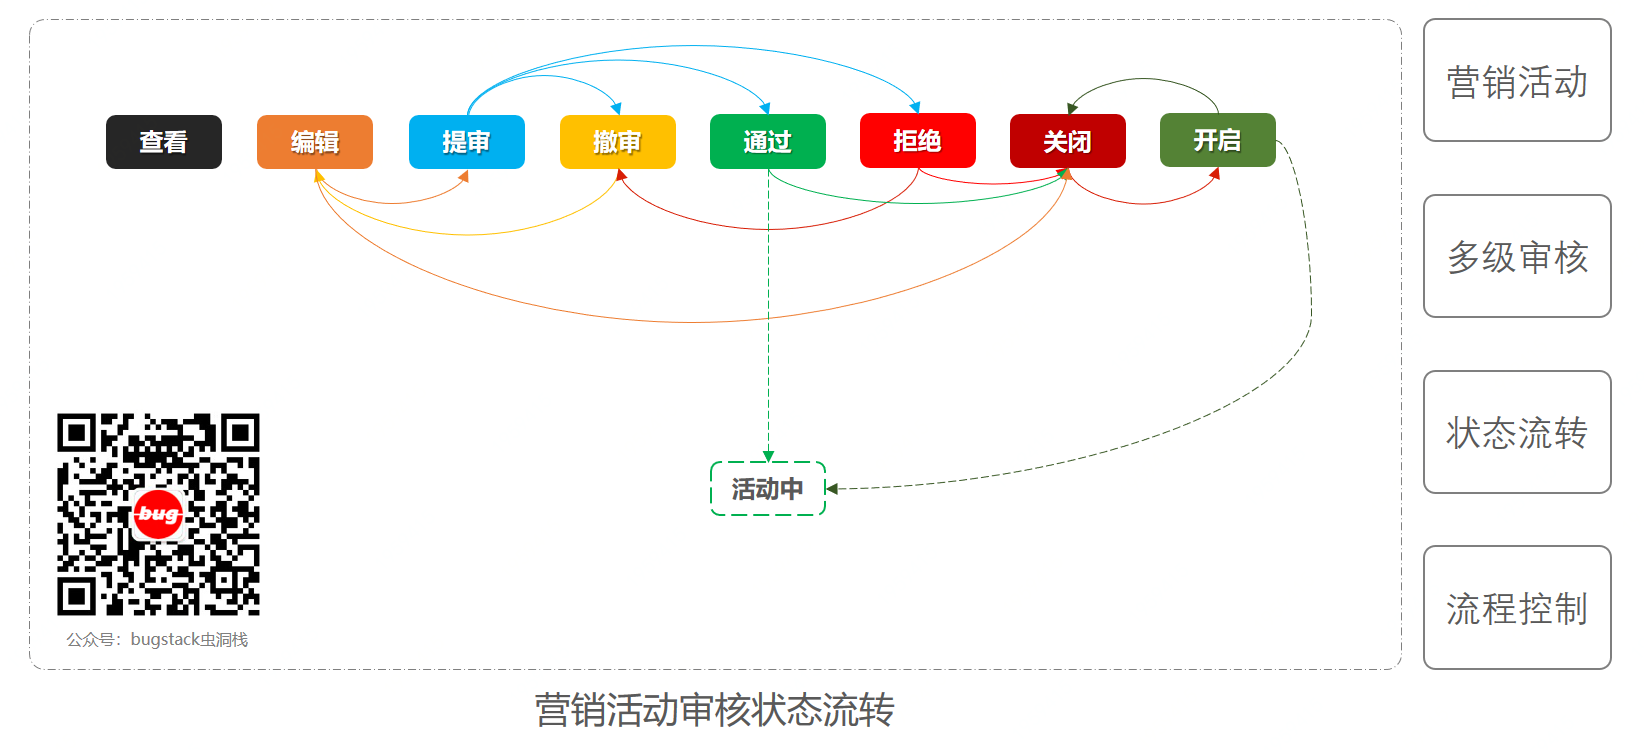 查看
编辑
提审
撤审
通过
拒绝
关闭
开启
活动中
bug
公众号：bugstack虫洞栈
营销活动审核状态流转
营销活动
多级审核
状态流转
流程控制